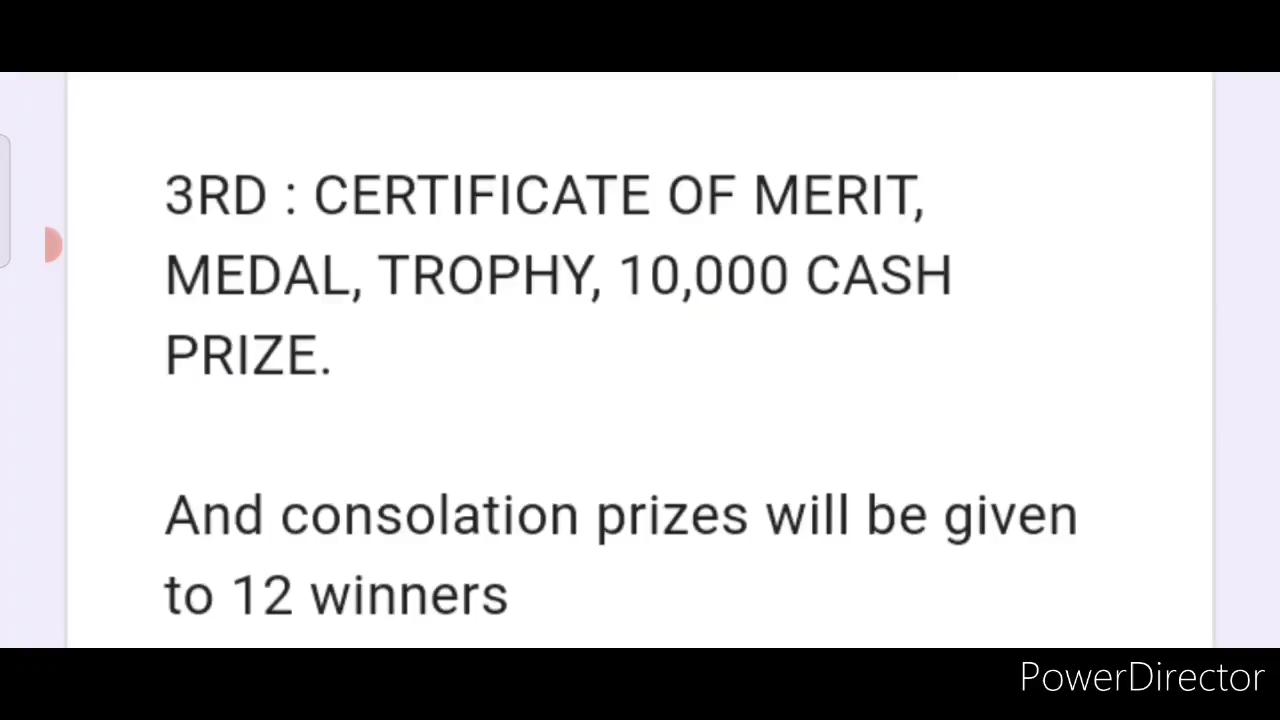 3RD : CERTIFICATE OF MERIT,
MEDAL, TROPHY, 10,000 CASH
PRIZE.
And consolation prizes will be given
to 12 winners
PowerDirector